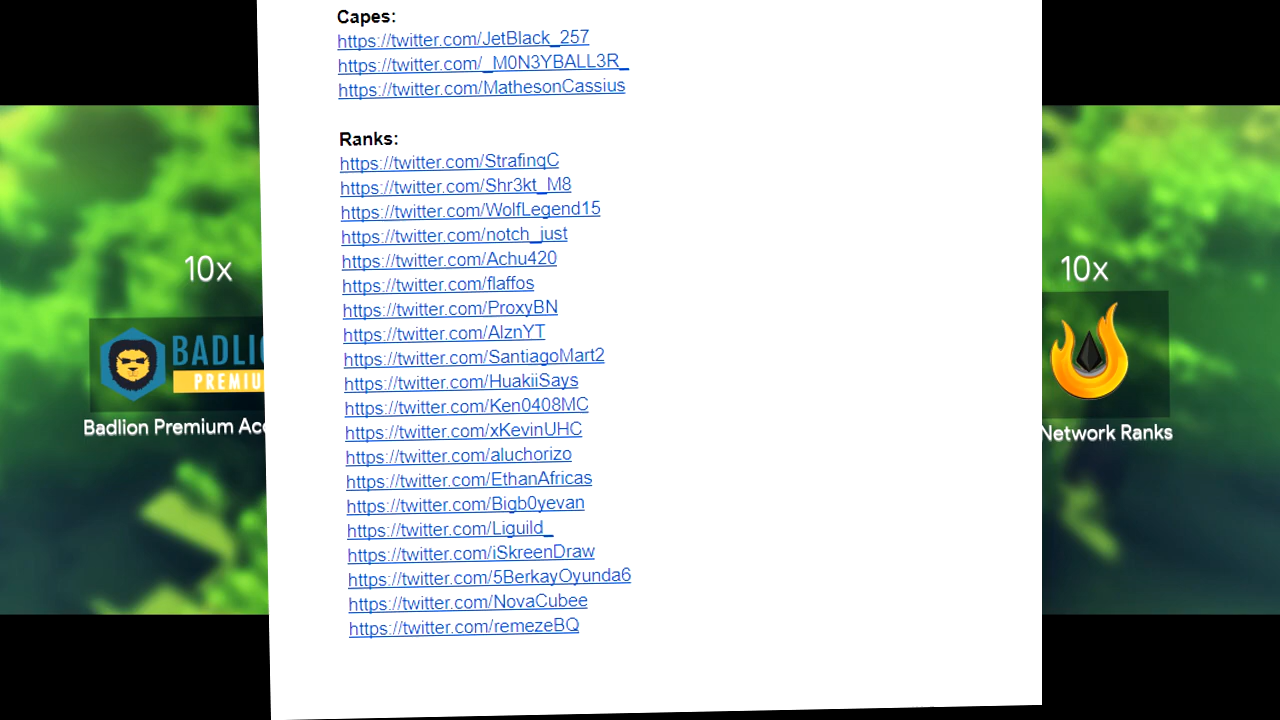 Capes:
https://twitter.com/JetBlack_257
https://twitter.com/_M0N3YBALL3R_
https://twitter.com/MathesonCassius
Ranks:
https://twitter.com/StrafinqC
https://twitter.com/Shr3kt_M8
https://twitter.com/WolfLegend15
https://twitter.com/notch_just
https://twitter.com/Achu420
https://twitter.com/flaffos
https://twitter.com/ProxyBN
https://twitter.com/AlznYT
https://twitter.com/SantiagoMart2
https://twitter.com/HuakiiSays
https://twitter.com/Ken0408MC
https://twitter.com/xKevinUHC
https://twitter.com/aluchorizo
https://twitter.com/EthanAfricas
https://twitter.com/Bigb0yevan
https://twitter.com/Liguild_
https://twitter.com/iSkreenDraw
https://twitter.com/5BerkayOyunda6
https://twitter.com/NovaCubee
https://twitter.com/remezeBQ
10x
BADLIO
PREMIU
Badlion Premium Acc
10x
Network Ranks